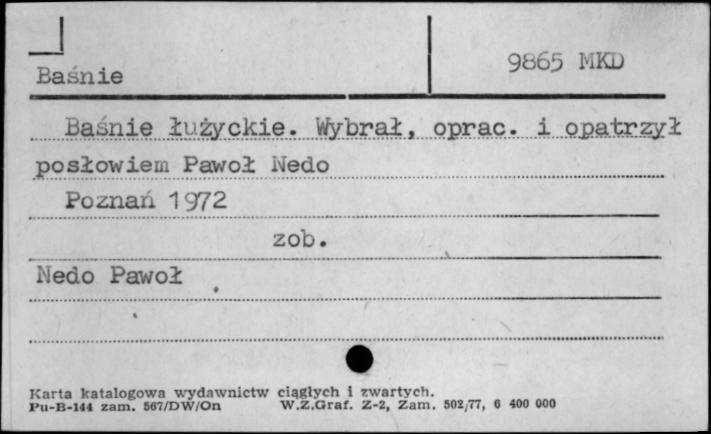 9865 MKD
Baśnie
Baśnie łużyckie. Wybrał, oprac. i opatrzył
posłowiem Pawoł Nedo
Poznań 1972
zob.
Nedo Pawoł
Karta katalogowa wydawnictw ciągłych i zwartych.
Pu-B-144 zam. 567/DW/On W.Z.Graf. Z-2, Zam. 502/77, 6 400 000